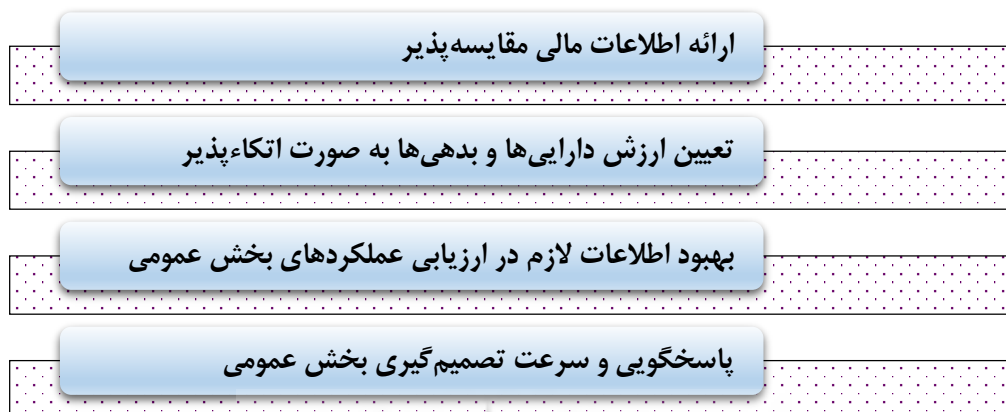 ارائه اطلاعات مالی مقایسه‌پذیر
تعیین ارزش دارایی‌ها و بدهی‌ها به صورت اتکاءپذیر
بهبود اطلاعات لازم در ارزیابی عملکردهای بخش عمومی
پاسخگویی و سرعت تصمیم‌گیری بخش عمومی